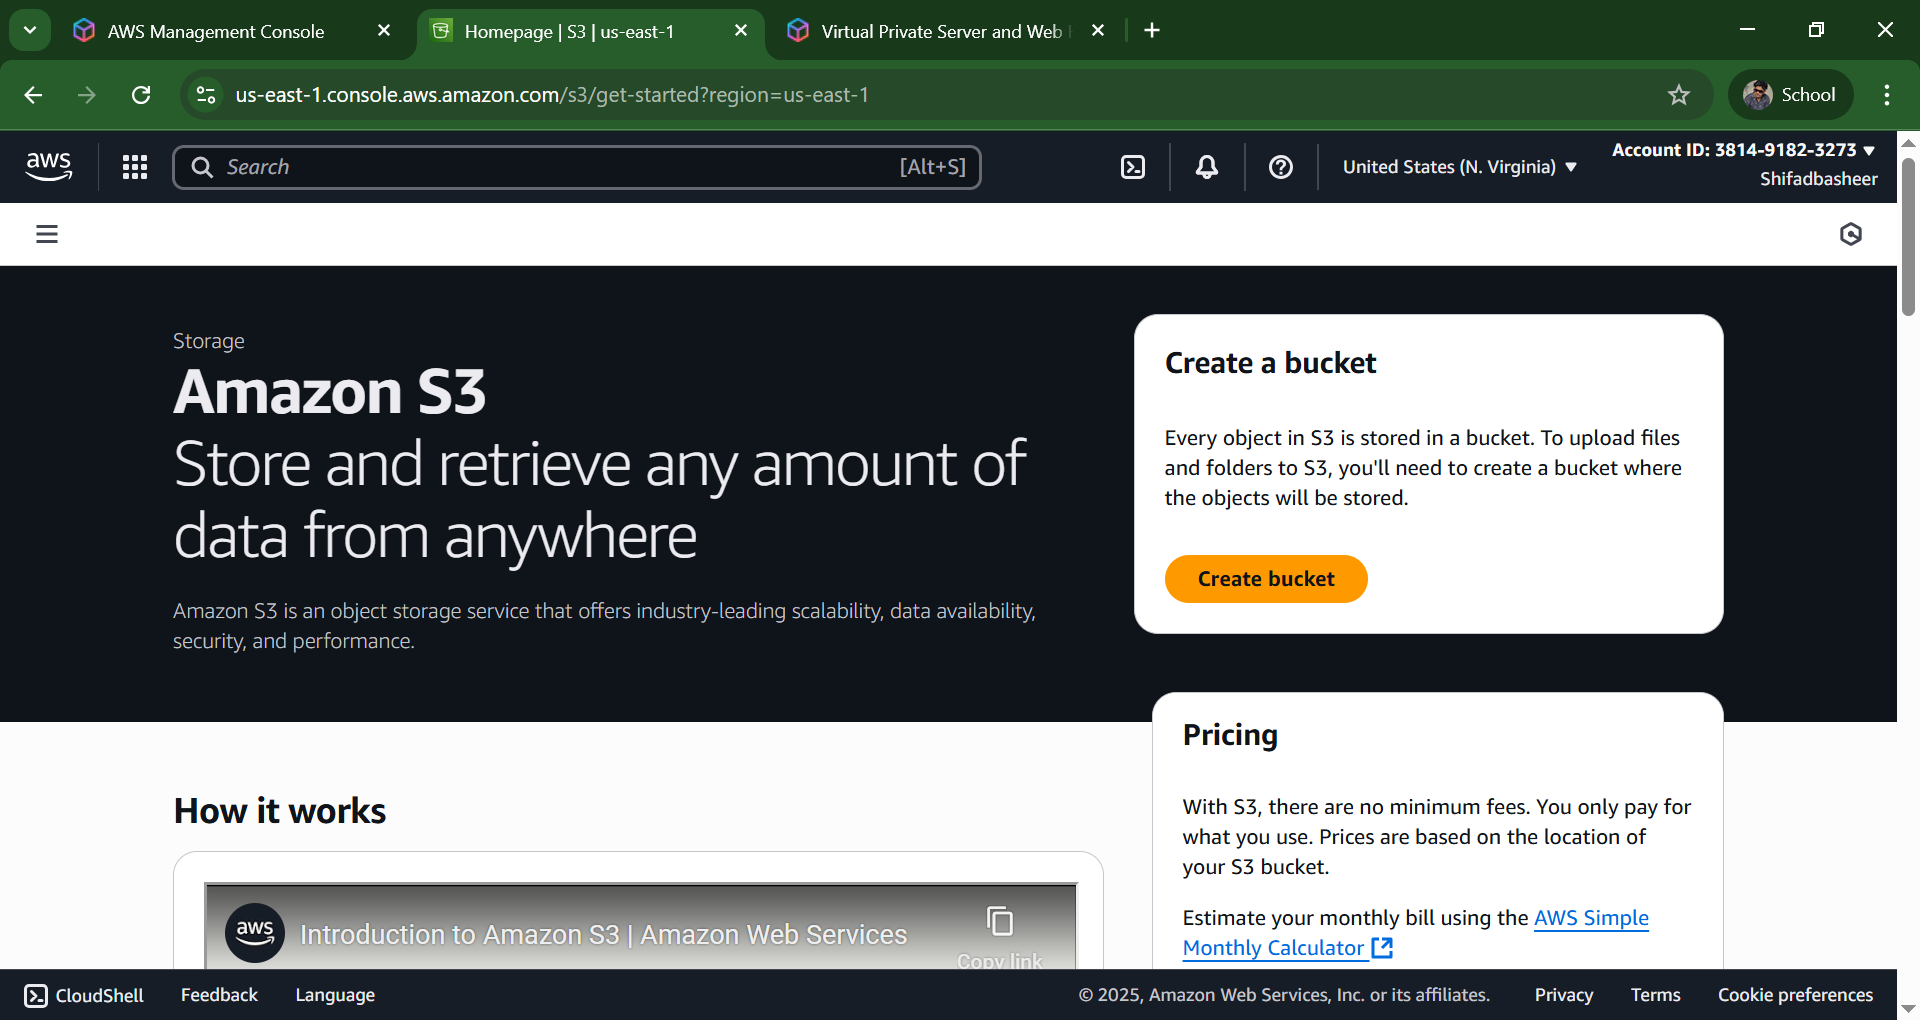 AWS Management Console
Homepage | S3 | us-east-1
Virtual Private Server and Web
us-east-1.console.aws.amazon.com/s3/get-started?region=us-east-1
School
aws
Search
[Alt+S]
United States (N. Virginia)
Account ID: 3814-9182-3273
Shifadbasheer
Storage
Amazon S3
Store and retrieve any amount of
data from anywhere
Amazon S3 is an object storage service that offers industry-leading scalability, data availability,
security, and performance.
Create a bucket
Every object in S3 is stored in a bucket. To upload files
and folders to S3, you'll need to create a bucket where
the objects will be stored.
Create bucket
Pricing
With S3, there are no minimum fees. You only pay for
what you use. Prices are based on the location of
your S3 bucket.
Estimate your monthly bill using the AWS Simple
Monthly Calculator
How it works
aws
Introduction to Amazon S3 | Amazon Web Services
Copy link
CloudShell
Feedback
Language
© 2025, Amazon Web Services, Inc. or its affiliates.
Privacy
Terms
Cookie preferences